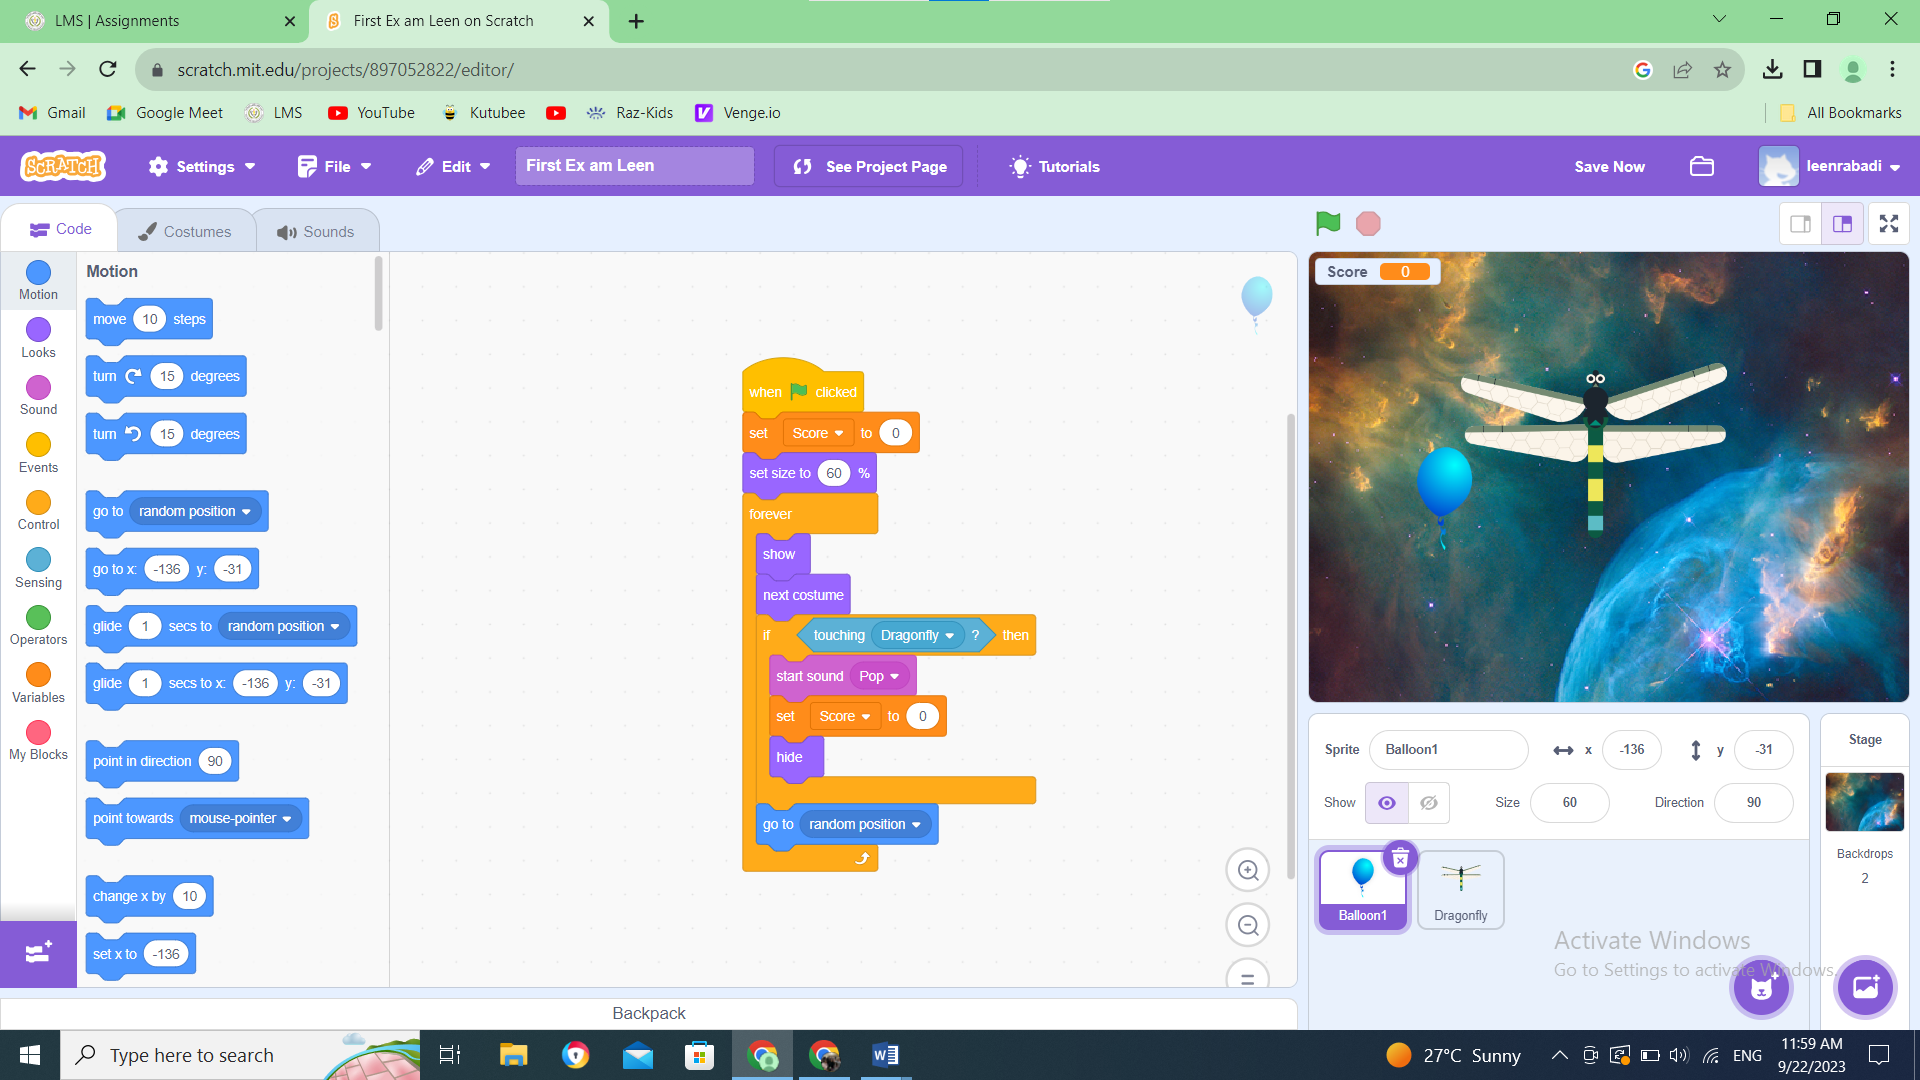 LMS | Assignments
First Ex am Leen on Scratch
scratch.mit.edu/projects/897052822/editor/
Gmail
Google Meet
LMS
YouTube
Kutubee
Raz-Kids
Venge.io
All Bookmarks
SCRATCH
Settings
File
Edit
First Ex am Leen
See Project Page
Tutorials
Save Now
leenrabadi
Code
Costumes
Sounds
Motion
Looks
Sound
Events
Control
Sensing
Operators
Variables
My Blocks
Motion
move 10 steps
turn 15 degrees
turn 15 degrees
go to random position
go to x: -136 y: -31
glide 1 secs to random position
glide 1 secs to x: -136 y: -31
point in direction 90
point towards mouse-pointer
change x by 10
set x to -136
when clicked
set Score to 0
set size to 60 %
forever
show
next costume
if touching Dragonfly ? then
start sound Pop
set Score to 0
hide
go to random position
Backpack
Score 0
Sprite Balloon1 x -136 y -31
Show Size 60 Direction 90
Balloon1
Dragonfly
Stage
Backdrops
2
Activate Windows
Go to Settings to activate Windows.
Type here to search
27°C Sunny
ENG
11:59 AM
9/22/2023